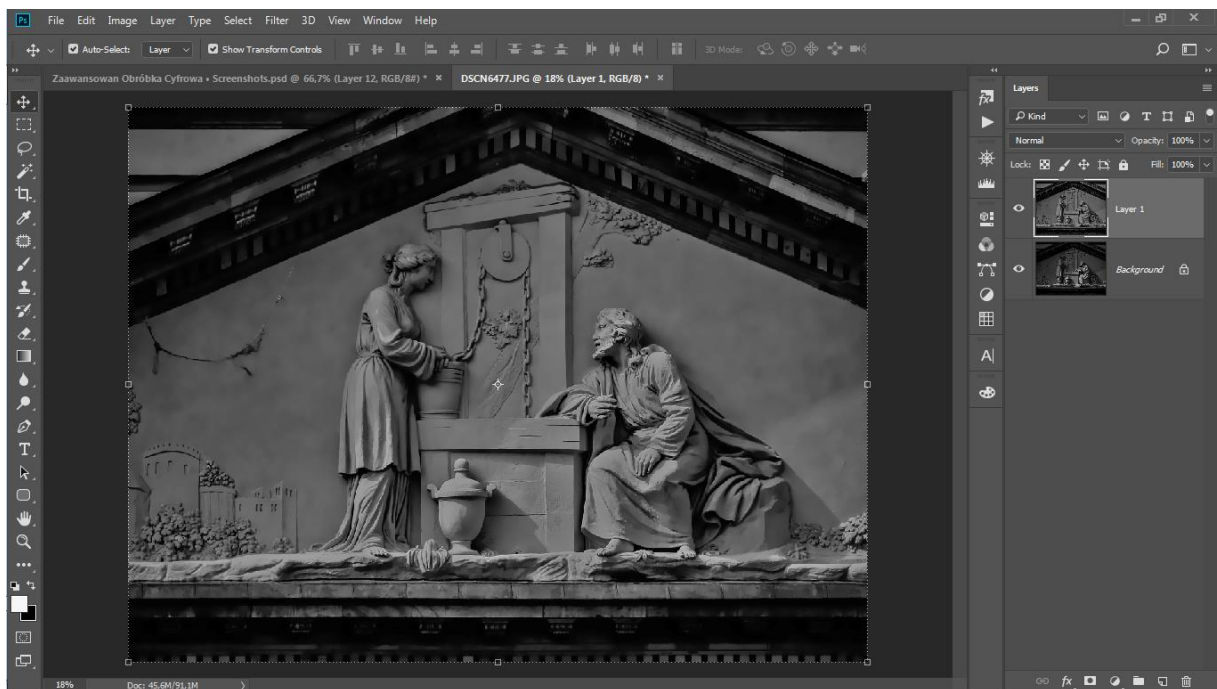 Ps File Edit Image Layer Type Select Filter 3D View Window Help
Auto-Select: Layer Show Transform Controls 3D Mode:
Zaawansowan Obróbka Cyfrowa • Screenshots.psd @ 66,7% (Layer 12, RGB/8#) * × DSCN6477.JPG @ 18% (Layer 1, RGB/8) * ×
Layers
Kind
Normal Opacity: 100%
Lock: Fill: 100%
Layer 1
Background
18% Doc: 45.6M/91.1M